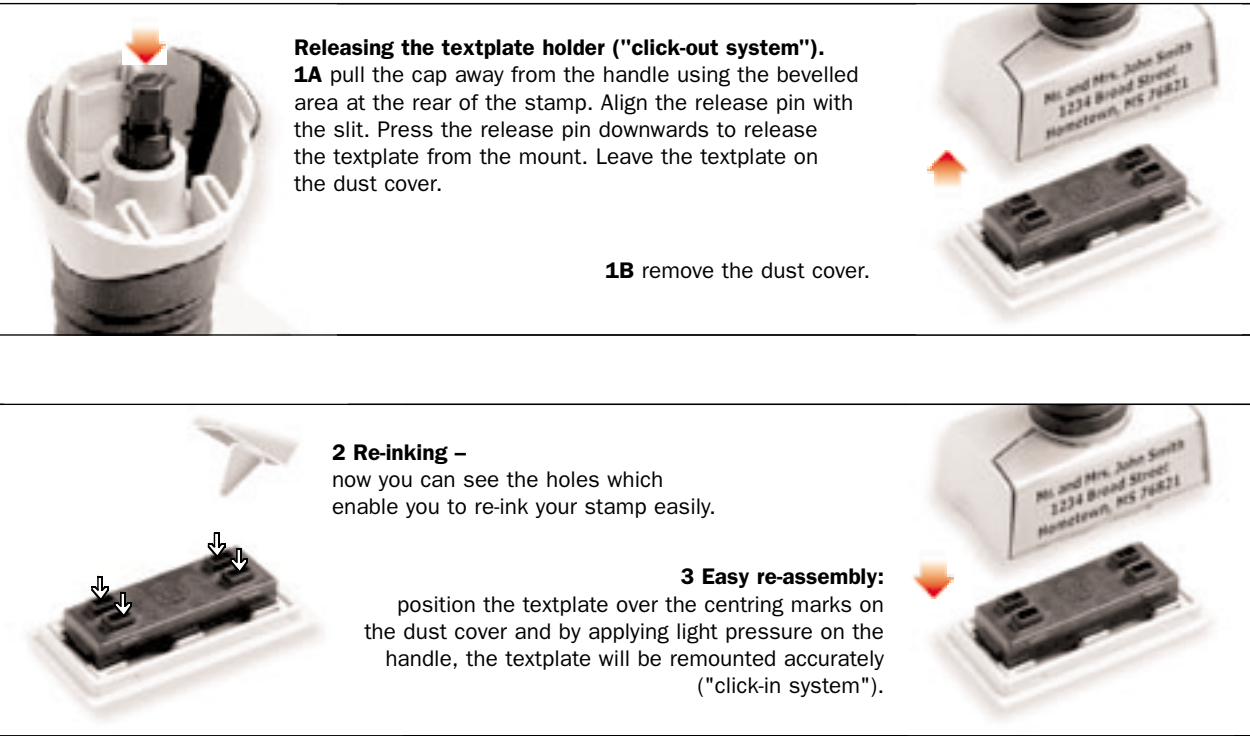 Releasing the textplate holder ("click-out system").
1A pull the cap away from the handle using the bevelled
area at the rear of the stamp. Align the release pin with
the slit. Press the release pin downwards to release
the textplate from the mount. Leave the textplate on
the dust cover.
Mr. and Mrs. John Smith
1234 Broad Street
Hometown, MS 76821
1B remove the dust cover.
2 Re-inking –
now you can see the holes which
enable you to re-ink your stamp easily.
Mr. and Mrs. John Smith
1234 Broad Street
Hometown, MS 76821
3 Easy re-assembly:
position the textplate over the centring marks on
the dust cover and by applying light pressure on the
handle, the textplate will be remounted accurately
("click-in system").